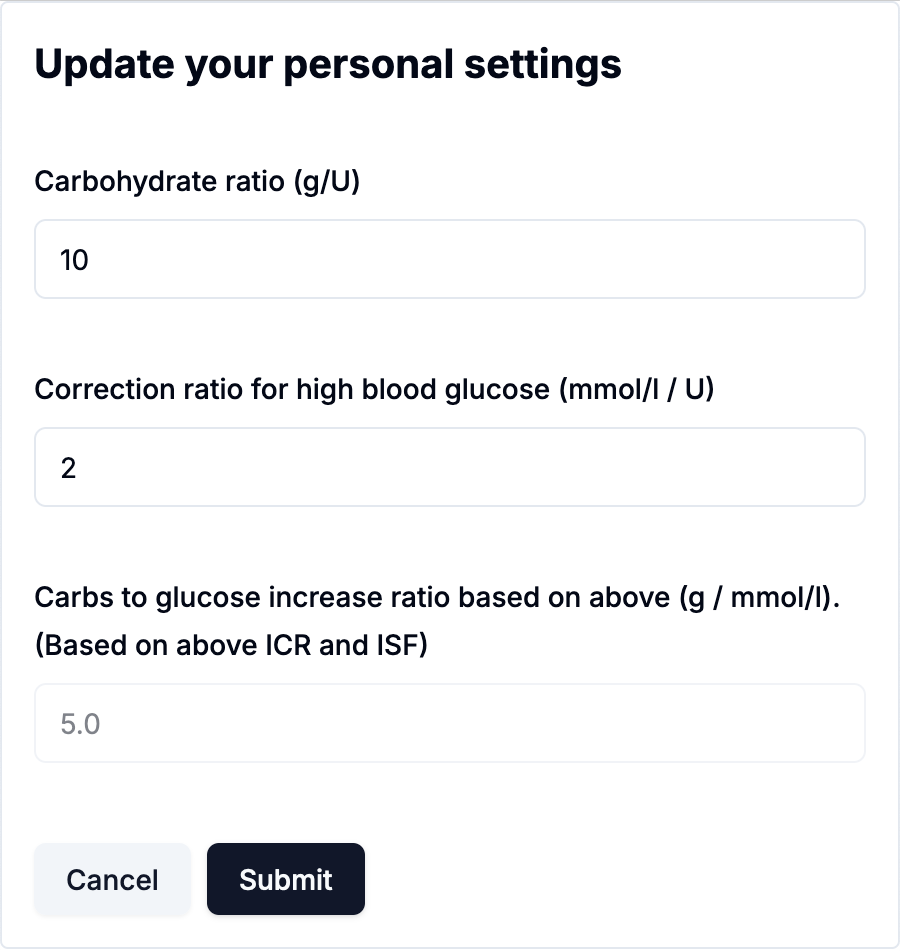 Update your personal settings
Carbohydrate ratio (g/U)
10
Correction ratio for high blood glucose (mmol/l / U)
2
Carbs to glucose increase ratio based on above (g / mmol/l).
(Based on above ICR and ISF)
5.0
Cancel
Submit